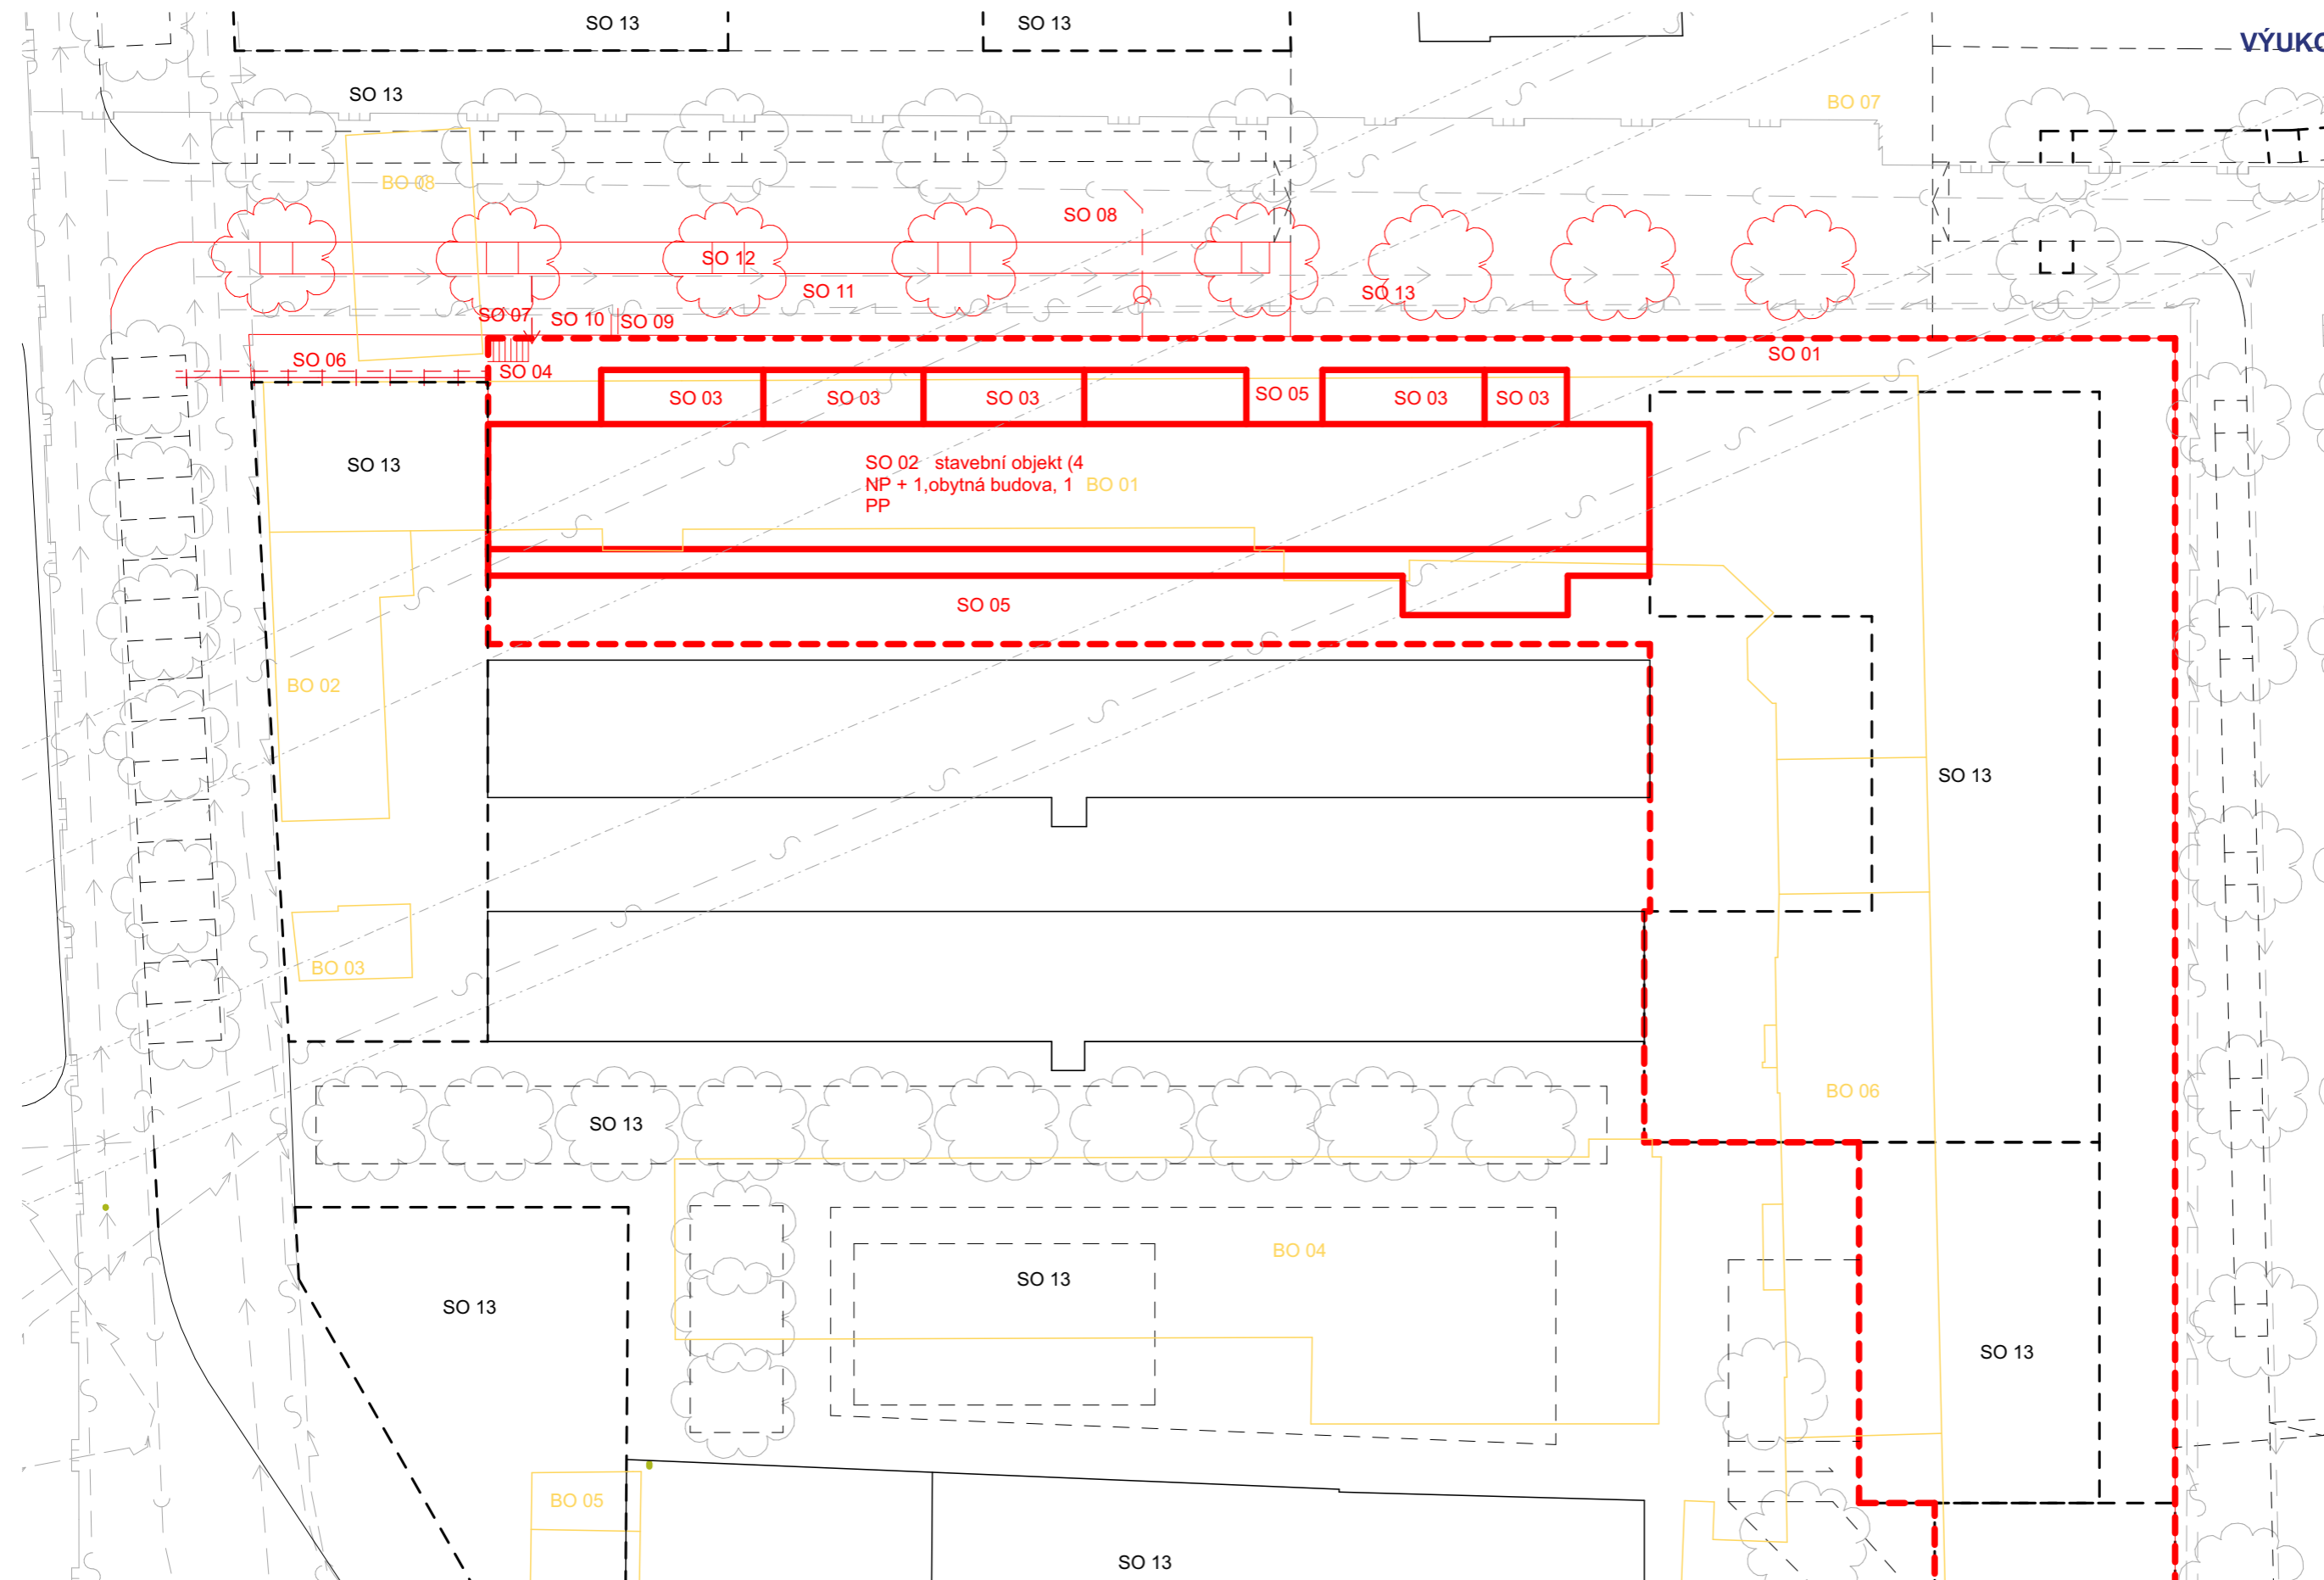 SO 13
SO 13
VÝUKO
SO 13
BO 07
BO 08
SO 08
SO 12
SO 11
SO 13
SO 07
SO 10
SO 09
SO 06
SO 04
SO 01
SO 03
SO 03
SO 03
SO 05
SO 03
SO 03
SO 13
SO 02 stavební objekt (4
NP + 1,obytná budova, 1
PP
BO 01
SO 05
BO 02
SO 13
BO 03
BO 06
SO 13
BO 04
SO 13
SO 13
SO 13
BO 05
SO 13